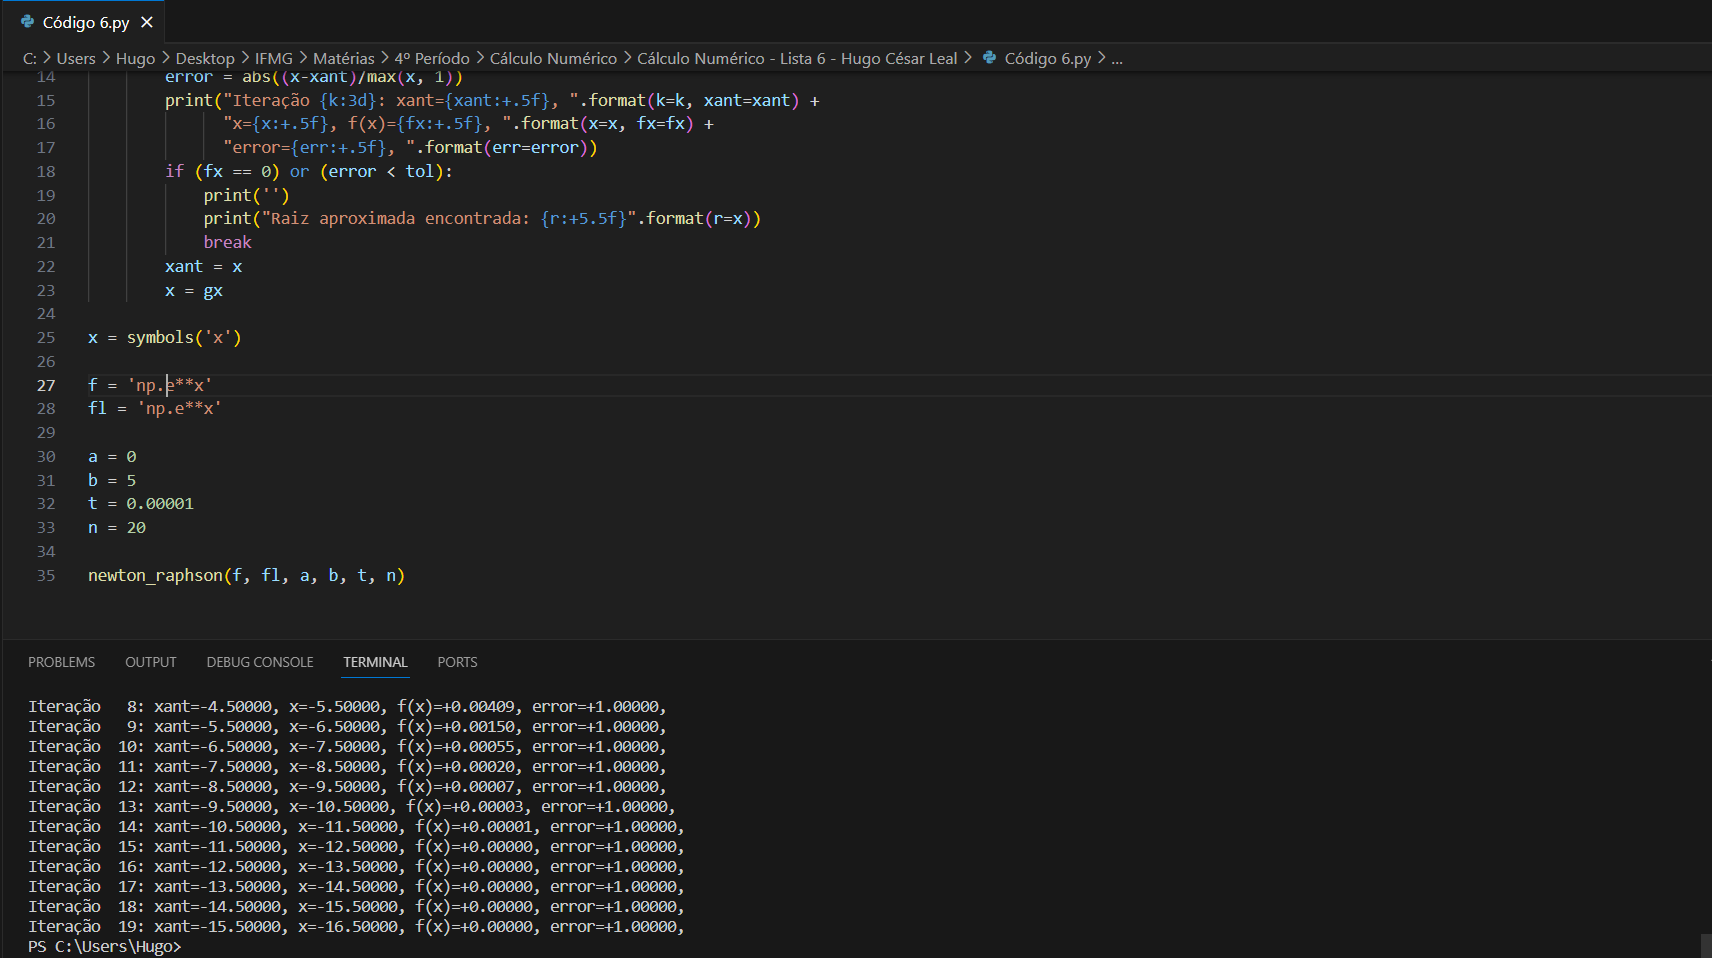 Código 6.py
C: > Users > Hugo > Desktop > IFMG > Matérias > 4º Período > Cálculo Numérico > Cálculo Numérico - Lista 6 - Hugo César Leal > Código 6.py > ...
14 error = abs((x-xant)/max(x, 1))
15 print("Iteração {k:3d}: xant={xant:+.5f}, ".format(k=k, xant=xant) +
16 "x={x:+.5f}, f(x)={fx:+.5f}, ".format(x=x, fx=fx) +
17 "error={err:+.5f}, ".format(err=error))
18 if (fx == 0) or (error < tol):
19 print('')
20 print("Raiz aproximada encontrada: {r:+5.5f}".format(r=x))
21 break
22 xant = x
23 x = gx
24
25 x = symbols('x')
26
27 f = 'np.e**x'
28 fl = 'np.e**x'
29
30 a = 0
31 b = 5
32 t = 0.00001
33 n = 20
34
35 newton_raphson(f, fl, a, b, t, n)
PROBLEMS OUTPUT DEBUG CONSOLE TERMINAL PORTS
Iteração   8: xant=-4.50000, x=-5.50000, f(x)=+0.00409, error=+1.00000,
Iteração   9: xant=-5.50000, x=-6.50000, f(x)=+0.00150, error=+1.00000,
Iteração  10: xant=-6.50000, x=-7.50000, f(x)=+0.00055, error=+1.00000,
Iteração  11: xant=-7.50000, x=-8.50000, f(x)=+0.00020, error=+1.00000,
Iteração  12: xant=-8.50000, x=-9.50000, f(x)=+0.00007, error=+1.00000,
Iteração  13: xant=-9.50000, x=-10.50000, f(x)=+0.00003, error=+1.00000,
Iteração  14: xant=-10.50000, x=-11.50000, f(x)=+0.00001, error=+1.00000,
Iteração  15: xant=-11.50000, x=-12.50000, f(x)=+0.00000, error=+1.00000,
Iteração  16: xant=-12.50000, x=-13.50000, f(x)=+0.00000, error=+1.00000,
Iteração  17: xant=-13.50000, x=-14.50000, f(x)=+0.00000, error=+1.00000,
Iteração  18: xant=-14.50000, x=-15.50000, f(x)=+0.00000, error=+1.00000,
Iteração  19: xant=-15.50000, x=-16.50000, f(x)=+0.00000, error=+1.00000,
PS C:\Users\Hugo>